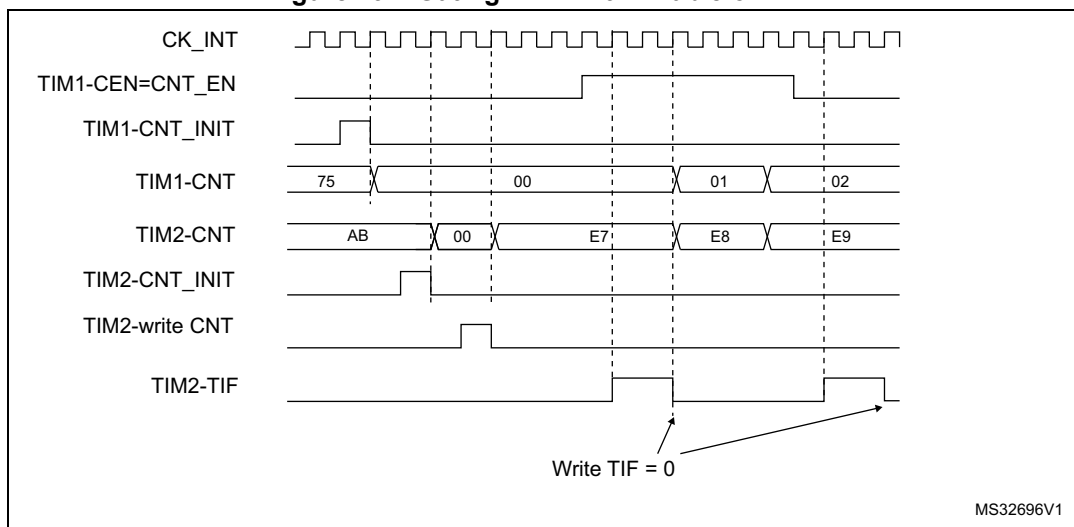 CK_INT
TIM1-CEN=CNT_EN
TIM1-CNT_INIT
TIM1-CNT 75 00 01 02
TIM2-CNT AB 00 E7 E8 E9
TIM2-CNT_INIT
TIM2-write CNT
TIM2-TIF
Write TIF = 0
MS32696V1